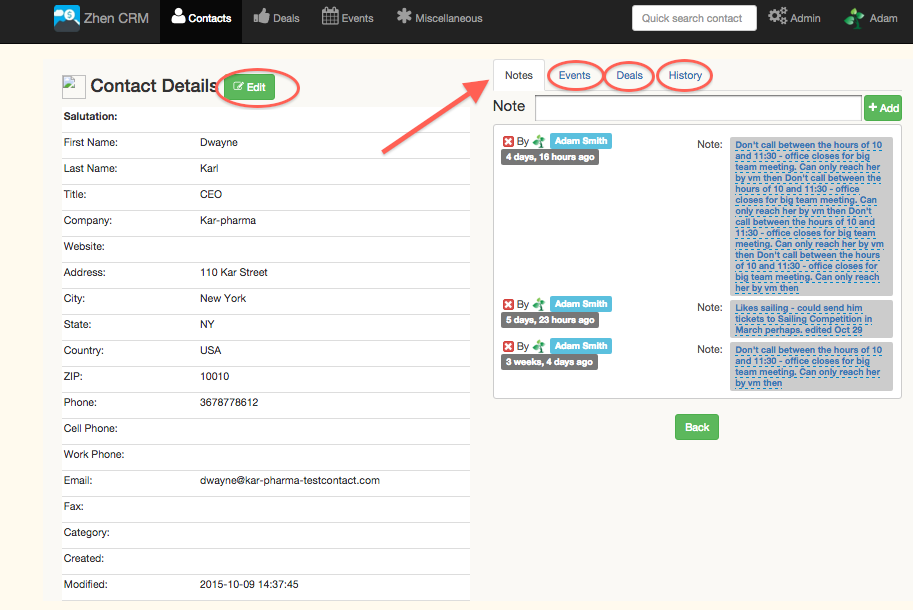 Zhen CRM
Contacts
Deals
Events
Miscellaneous
Quick search contact
Admin
Adam
Contact Details
Edit
Salutation:
First Name: Dwayne
Last Name: Karl
Title: CEO
Company: Kar-pharma
Website:
Address: 110 Kar Street
City: New York
State: NY
Country: USA
ZIP: 10010
Phone: 3678778612
Cell Phone:
Work Phone:
Email: dwayne@kar-pharma-testcontact.com
Fax:
Category:
Created:
Modified: 2015-10-09 14:37:45
Notes
Events
Deals
History
Note
+ Add
By Adam Smith
4 days, 16 hours ago
Note:
Don't call between the hours of 10
and 11:30 - office closes for big
team meeting. Can only reach her
by vm then Don't call between the
hours of 10 and 11:30 - office
closes for big team meeting. Can
only reach her by vm then Don't
call between the hours of 10 and
11:30 - office closes for big team
meeting. Can only reach her by vm
then Don't call between the hours
of 10 and 11:30 - office closes for
big team meeting. Can only reach
her by vm then
By Adam Smith
5 days, 23 hours ago
Note:
Likes sailing - could send him
tickets to Sailing Competition in
March perhaps. edited Oct 29
By Adam Smith
3 weeks, 4 days ago
Note:
Don't call between the hours of 10
and 11:30 - office closes for big
team meeting. Can only reach her
by vm then
Back